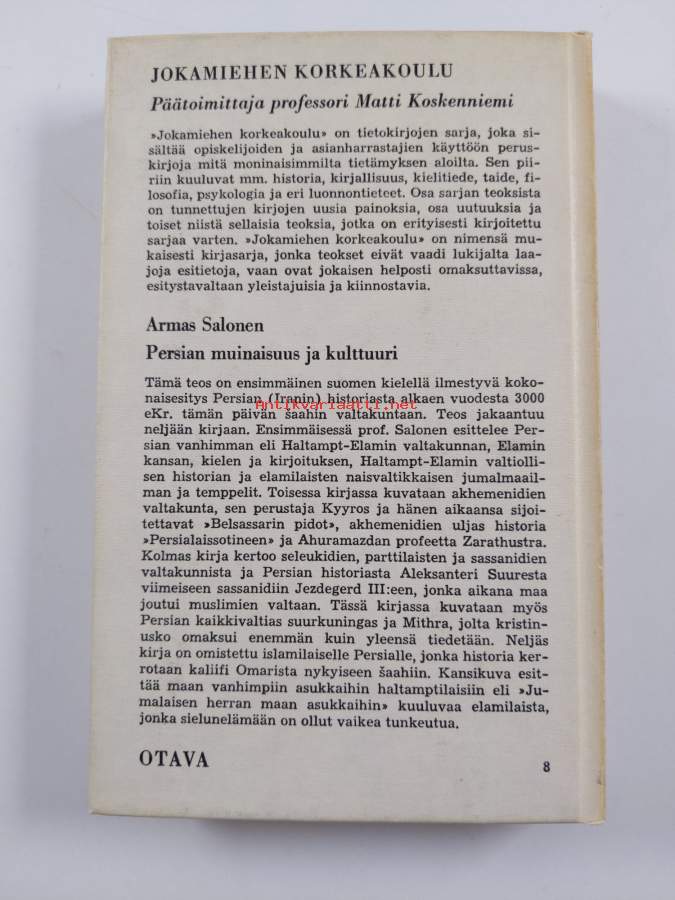 JOKAMIEHEN KORKEAKOULU
Päätoimittaja professori Matti Koskenniemi
»Jokamiehen korkeakoulu» on tietokirjojen sarja, joka si-
sältää opiskelijoiden ja asianharrastajien käyttöön perus-
kirjoja mitä moninaisimmilta tietämyksen aloilta. Sen pii-
riin kuuluvat mm. historia, kirjallisuus, kielitiede, taide, fi-
losofia, psykologia ja eri luonnontieteet. Osa sarjan teoksista
on tunnettujen kirjojen uusia painoksia, osa uutuuksia ja
toiset niistä sellaisia teoksia, jotka on erityisesti kirjoitettu
sarjaa varten. »Jokamiehen korkeakoulu» on nimensä mu-
kaisesti kirjasarja, jonka teokset eivät vaadi lukijalta laa-
joja esitietoja, vaan ovat jokaisen helposti omaksuttavissa,
esitystavaltaan yleistajuisia ja kiinnostavia.
Armas Salonen
Persian muinaisuus ja kulttuuri
Tämä teos on ensimmäinen suomen kielellä ilmestyvä koko-
naisesitys Persian (Iranin) historiasta alkaen vuodesta 3000
Antikvariaatti.net
eKr. tämän päivän šaahin valtakuntaan. Teos jakaantuu
neljään kirjaan. Ensimmäisessä prof. Salonen esittelee Per-
sian vanhimman eli Haltampt-Elamin valtakunnan, Elamin
kansan, kielen ja kirjoituksen, Haltampt-Elamin valtiolli-
sen historian ja elamilaisten naisvaltikkaisen jumalmaail-
man ja temppelit. Toisessa kirjassa kuvataan akhemenidien
valtakunta, sen perustaja Kyyros ja hänen aikaansa sijoi-
tettavat »Belsassarin pidot», akhemenidien uljas historia
»Persialaissotineen» ja Ahuramazdan profeetta Zarathustra.
Kolmas kirja kertoo seleukidien, parttilaisten ja sassanidien
valtakunnista ja Persian historiasta Aleksanteri Suuresta
viimeiseen sassanidiin Jezdegerd III:een, jonka aikana maa
joutui muslimien valtaan. Tässä kirjassa kuvataan myös
Persian kaikkivaltias suurkuningas ja Mithra, jolta kristin-
usko omaksui enemmän kuin yleensä tiedetään. Neljäs
kirja on omistettu islamilaiselle Persialle, jonka historia ker-
rotaan kaliifi Omarista nykyiseen šaahiin. Kansikuva esit-
tää maan vanhimpiin asukkaihin haltamptilaisiin eli »Ju-
malaisen herran maan asukkaihin» kuuluvaa elamilaista,
jonka sielunelämään on ollut vaikea tunkeutua.
OTAVA
8